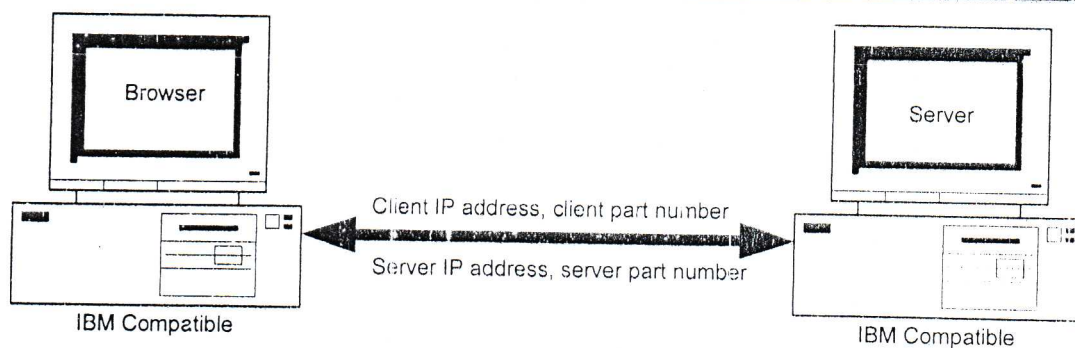 Browser
Server
Client IP address, client part number
Server IP address, server part number
IBM Compatible
IBM Compatible